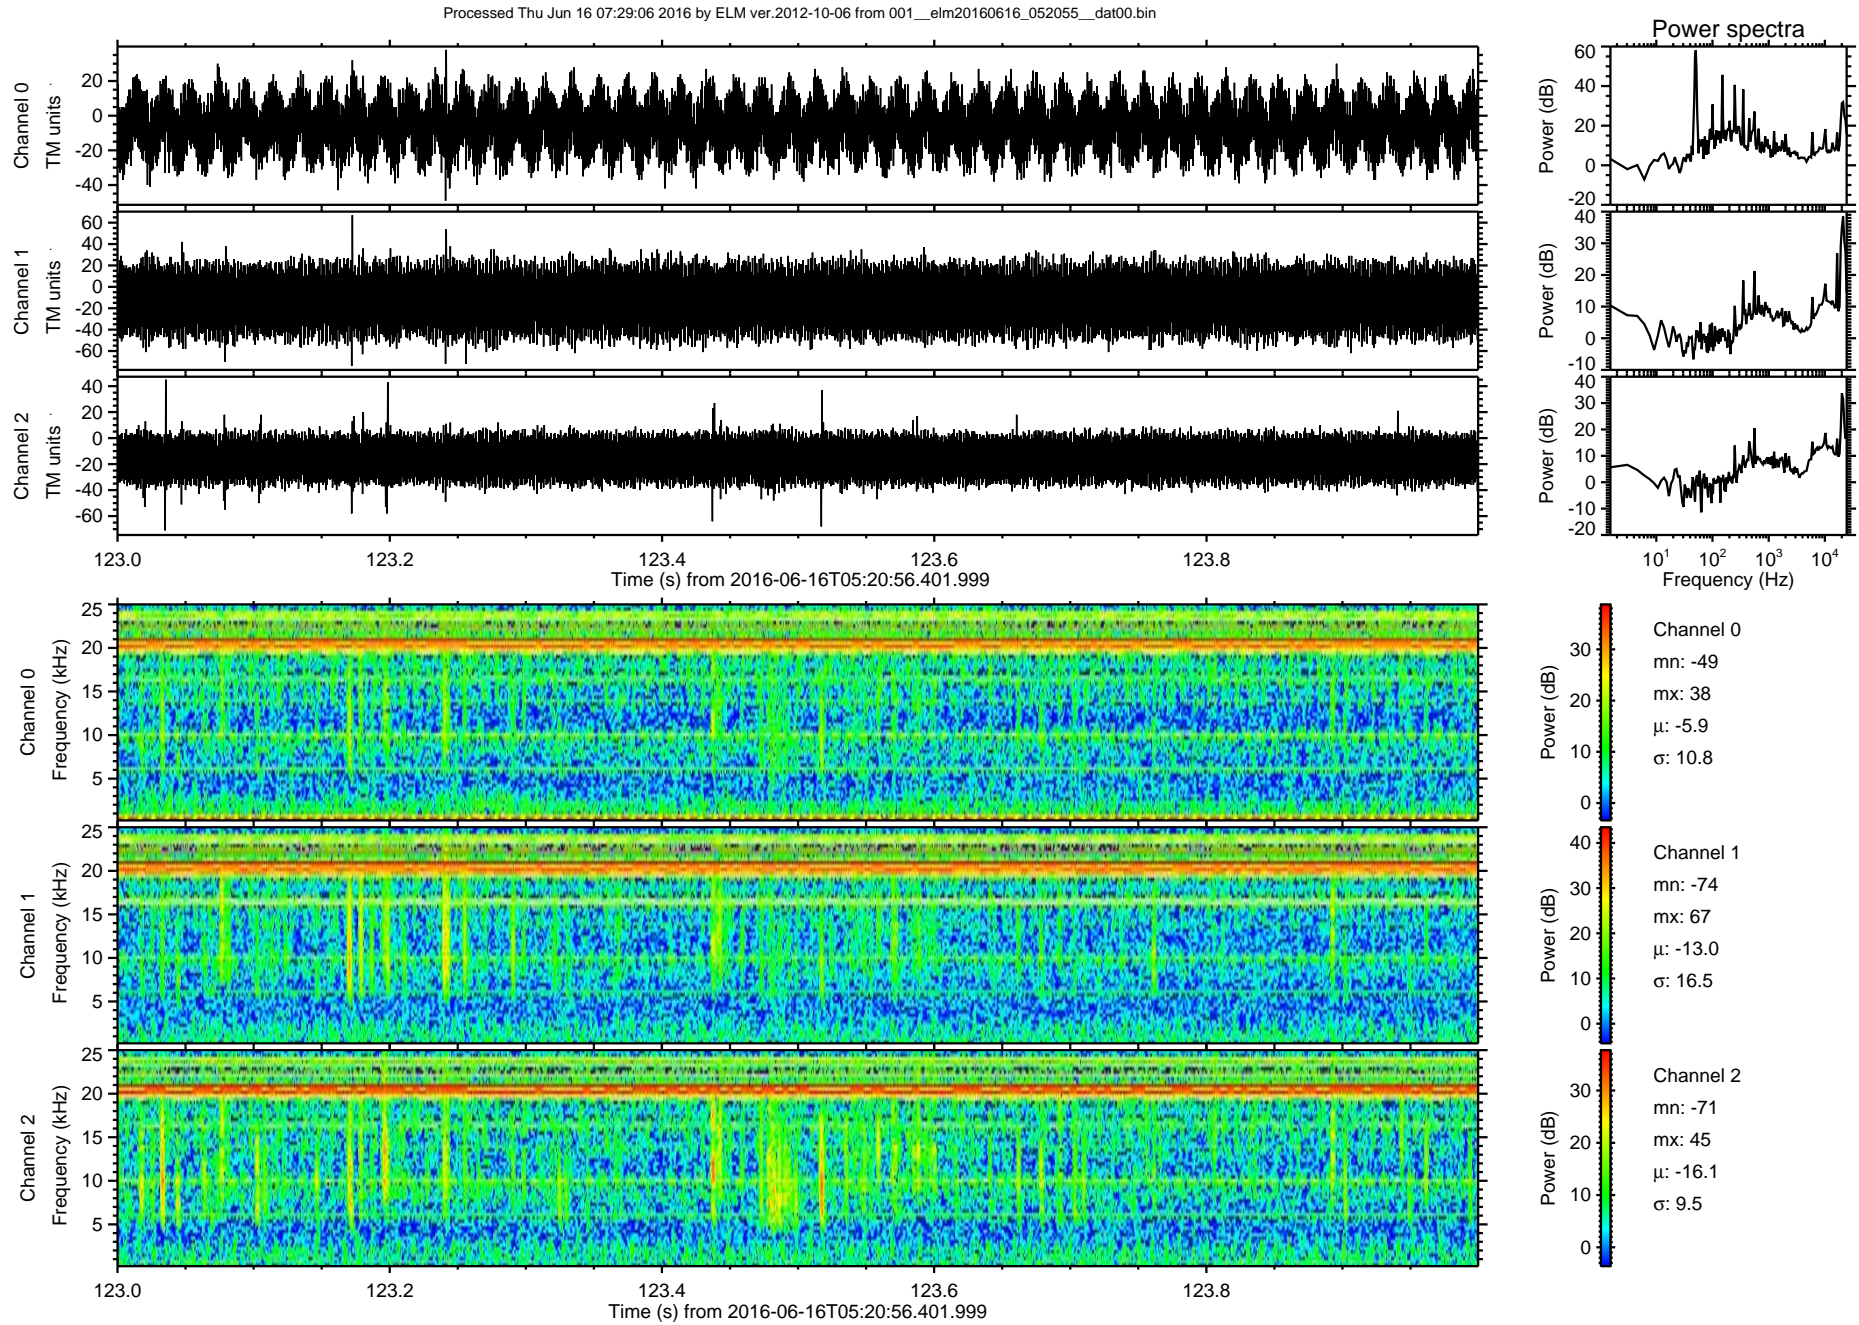 Processed Thu Jun 16 07:29:06 2016 by ELM ver.2012-10-06 from 001__elm20160616_052055__dat00.bin
Power spectra
Channel 0
TM units
20
0
-20
-40
Power (dB)
60
40
20
0
-20
Channel 1
TM units
60
40
20
0
-20
-40
-60
Power (dB)
40
30
20
10
0
-10
Channel 2
TM units
40
20
0
-20
-40
-60
Power (dB)
40
30
20
10
0
-10
-20
123.0 123.2 123.4 123.6 123.8
Time (s) from 2016-06-16T05:20:56.401.999
10^1 10^2 10^3 10^4
Frequency (Hz)
Channel 0
Frequency (kHz)
25
20
15
10
5
Power (dB)
30
20
10
0
Channel 0
mn: -49
mx: 38
μ: -5.9
σ: 10.8
Channel 1
Frequency (kHz)
25
20
15
10
5
Power (dB)
40
30
20
10
0
Channel 1
mn: -74
mx: 67
μ: -13.0
σ: 16.5
Channel 2
Frequency (kHz)
25
20
15
10
5
Power (dB)
30
20
10
0
Channel 2
mn: -71
mx: 45
μ: -16.1
σ: 9.5
123.0 123.2 123.4 123.6 123.8
Time (s) from 2016-06-16T05:20:56.401.999